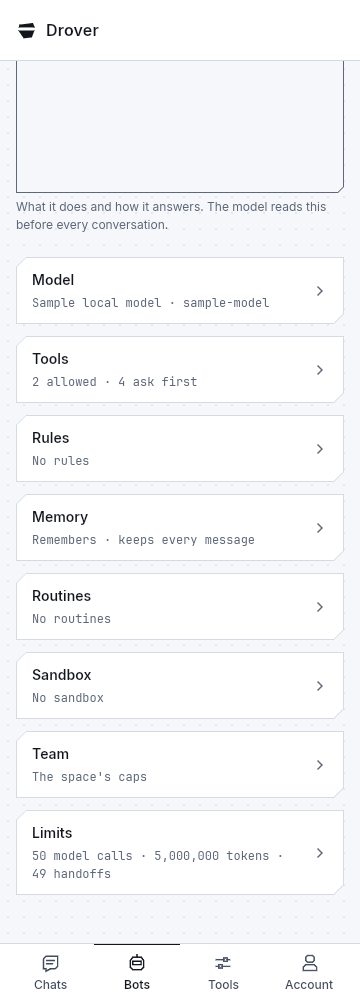 Drover
What it does and how it answers. The model reads this
before every conversation.
Model
Sample local model · sample-model
Tools
2 allowed · 4 ask first
Rules
No rules
Memory
Remembers · keeps every message
Routines
No routines
Sandbox
No sandbox
Team
The space's caps
Limits
50 model calls · 5,000,000 tokens ·
49 handoffs
Chats
Bots
Tools
Account